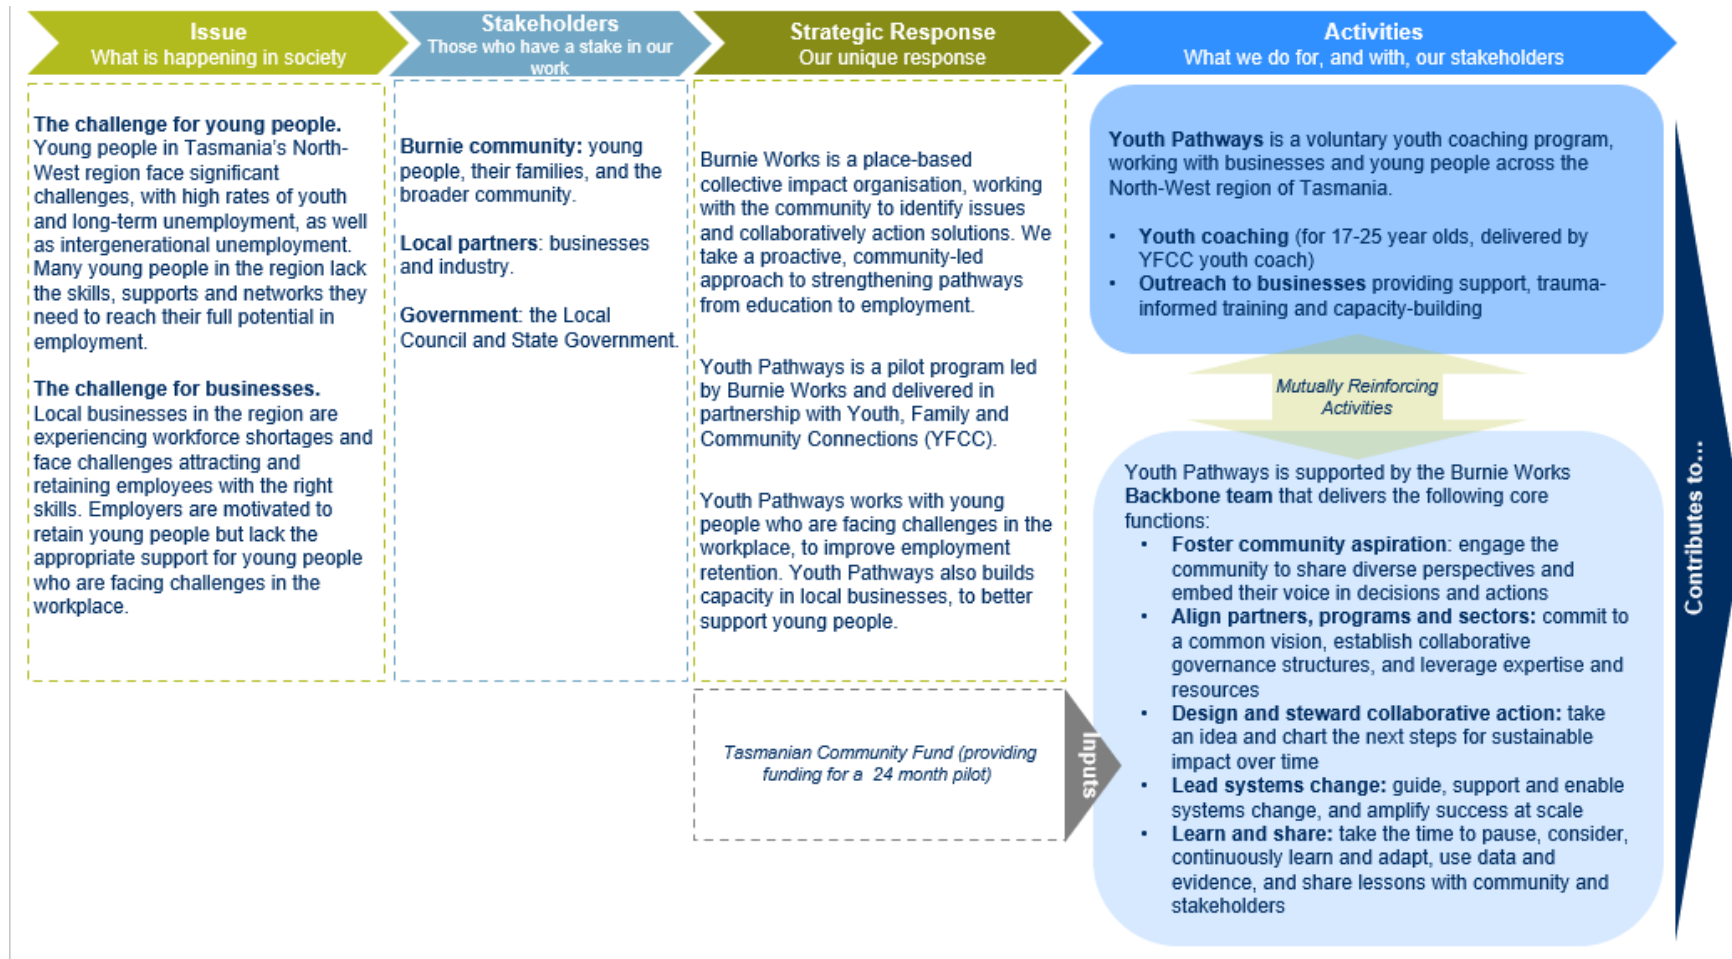 Issue
What is happening in society
Stakeholders
Those who have a stake in our
work
Strategic Response
Our unique response
Activities
What we do for, and with, our stakeholders
The challenge for young people.
Young people in Tasmania's North-
West region face significant
challenges, with high rates of youth
and long-term unemployment, as well
as intergenerational unemployment.
Many young people in the region lack
the skills, supports and networks they
need to reach their full potential in
employment.
The challenge for businesses.
Local businesses in the region are
experiencing workforce shortages and
face challenges attracting and
retaining employees with the right
skills. Employers are motivated to
retain young people but lack the
appropriate support for young people
who are facing challenges in the
workplace.
Burnie community: young
people, their families, and the
broader community.
Local partners: businesses
and industry.
Government: the Local
Council and State Government.
Burnie Works is a place-based
collective impact organisation, working
with the community to identify issues
and collaboratively action solutions. We
take a proactive, community-led
approach to strengthening pathways
from education to employment.
Youth Pathways is a pilot program led
by Burnie Works and delivered in
partnership with Youth, Family and
Community Connections (YFCC).
Youth Pathways works with young
people who are facing challenges in the
workplace, to improve employment
retention. Youth Pathways also builds
capacity in local businesses, to better
support young people.
Tasmanian Community Fund (providing
funding for a 24 month pilot)
Inputs
Youth Pathways is a voluntary youth coaching program,
working with businesses and young people across the
North-West region of Tasmania.
• Youth coaching (for 17-25 year olds, delivered by
YFCC youth coach)
• Outreach to businesses providing support, trauma-
informed training and capacity-building
Mutually Reinforcing
Activities
Youth Pathways is supported by the Burnie Works
Backbone team that delivers the following core
functions:
• Foster community aspiration: engage the
community to share diverse perspectives and
embed their voice in decisions and actions
• Align partners, programs and sectors: commit to
a common vision, establish collaborative
governance structures, and leverage expertise and
resources
• Design and steward collaborative action: take
an idea and chart the next steps for sustainable
impact over time
• Lead systems change: guide, support and enable
systems change, and amplify success at scale
• Learn and share: take the time to pause, consider,
continuously learn and adapt, use data and
evidence, and share lessons with community and
stakeholders
Contributes to...